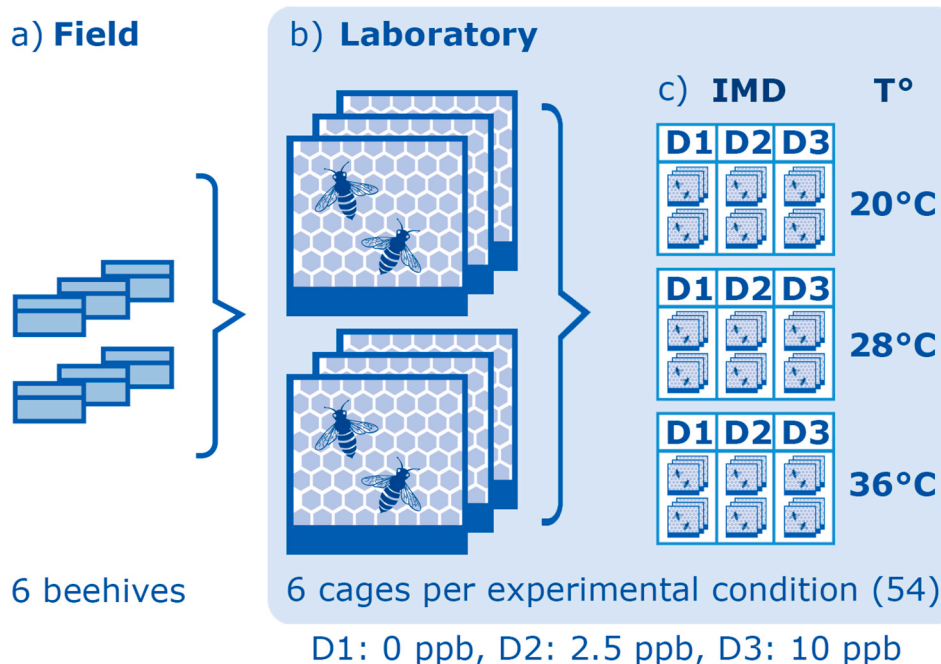 a) Field
b) Laboratory
c) IMD T°
D1 D2 D3
20°C
D1 D2 D3
28°C
D1 D2 D3
36°C
6 beehives
6 cages per experimental condition (54)
D1: 0 ppb, D2: 2.5 ppb, D3: 10 ppb